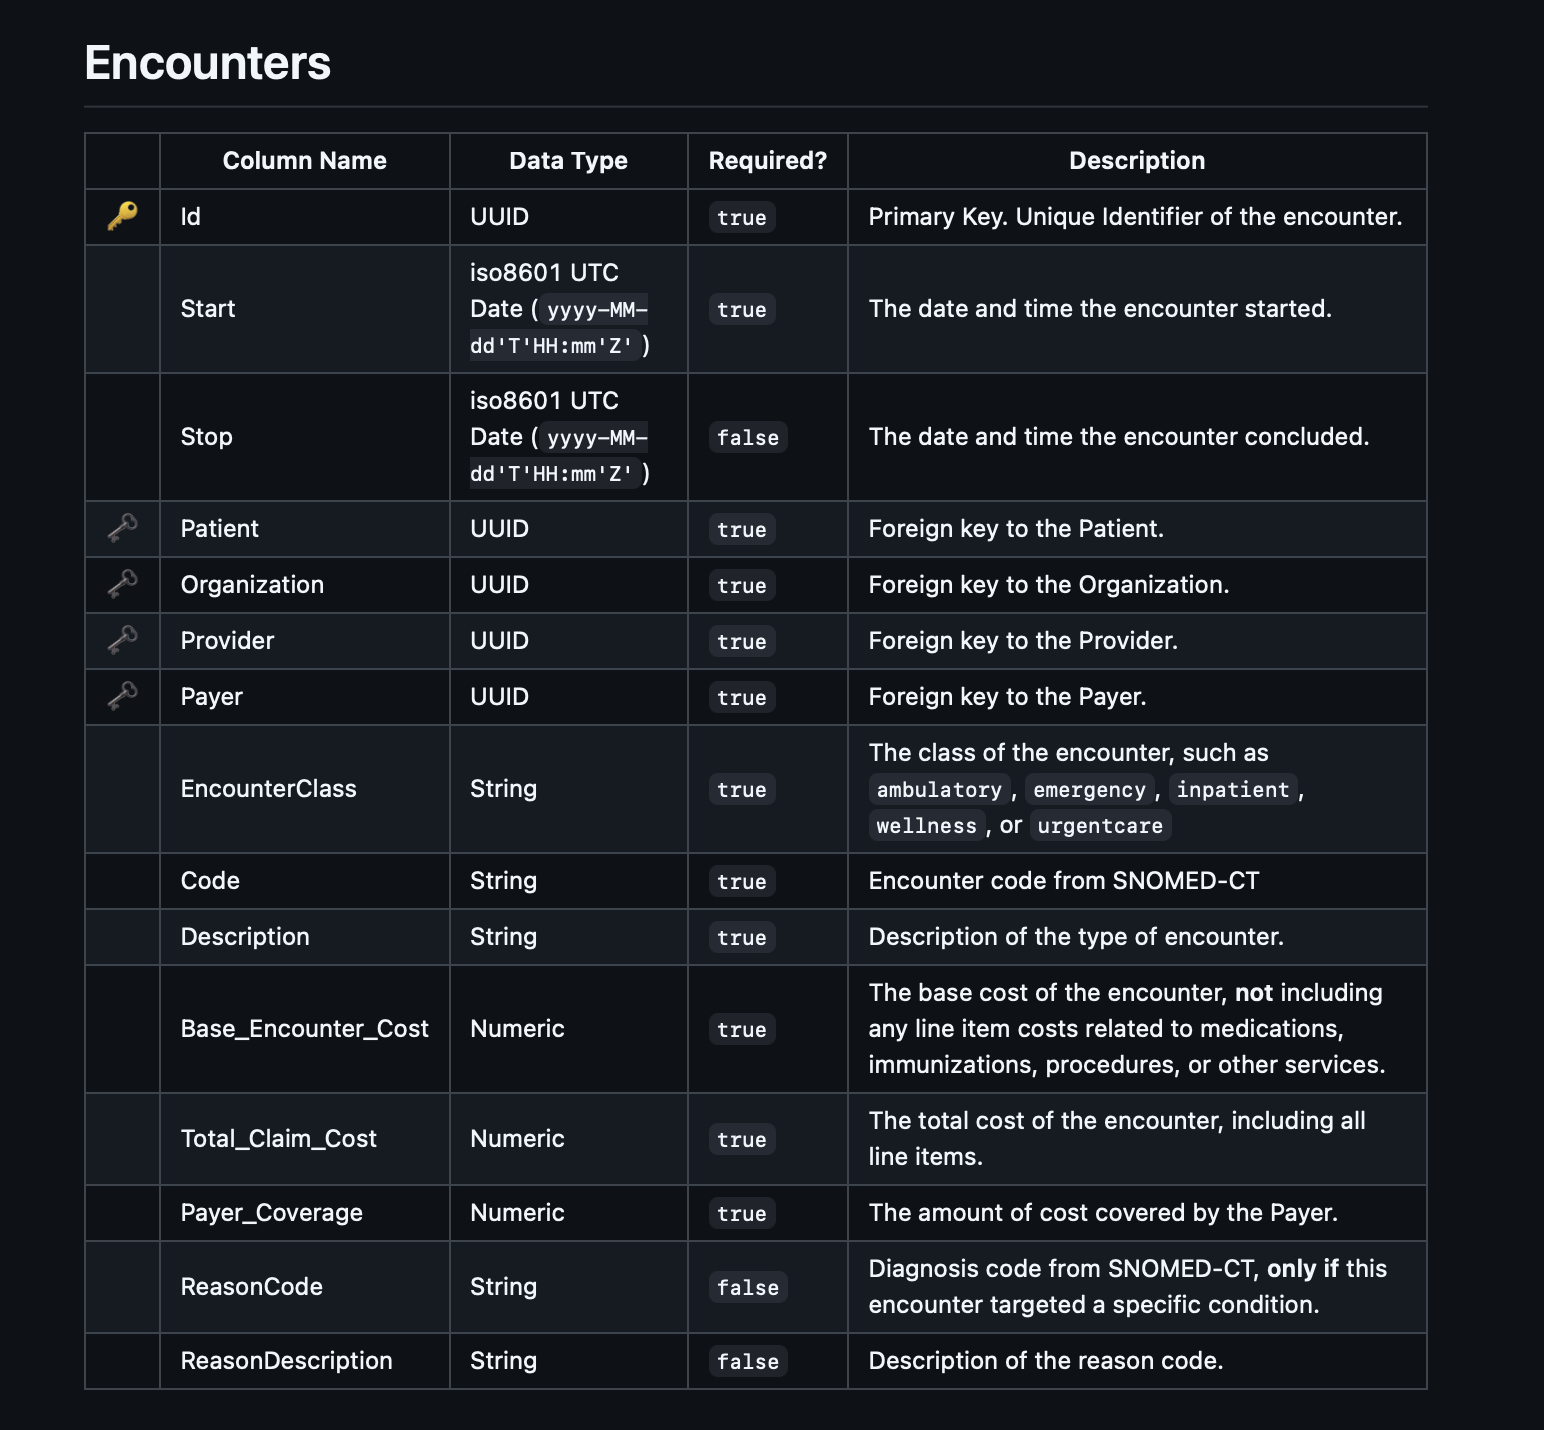 Encounters
Column Name Data Type Required? Description
Id UUID true Primary Key. Unique Identifier of the encounter.
Start iso8601 UTC
Date (yyyy-MM-
dd'T'HH:mm'Z') true The date and time the encounter started.
Stop iso8601 UTC
Date (yyyy-MM-
dd'T'HH:mm'Z') false The date and time the encounter concluded.
Patient UUID true Foreign key to the Patient.
Organization UUID true Foreign key to the Organization.
Provider UUID true Foreign key to the Provider.
Payer UUID true Foreign key to the Payer.
EncounterClass String true The class of the encounter, such as
ambulatory, emergency, inpatient,
wellness, or urgentcare
Code String true Encounter code from SNOMED-CT
Description String true Description of the type of encounter.
Base_Encounter_Cost Numeric true The base cost of the encounter, not including
any line item costs related to medications,
immunizations, procedures, or other services.
Total_Claim_Cost Numeric true The total cost of the encounter, including all
line items.
Payer_Coverage Numeric true The amount of cost covered by the Payer.
ReasonCode String false Diagnosis code from SNOMED-CT, only if this
encounter targeted a specific condition.
ReasonDescription String false Description of the reason code.